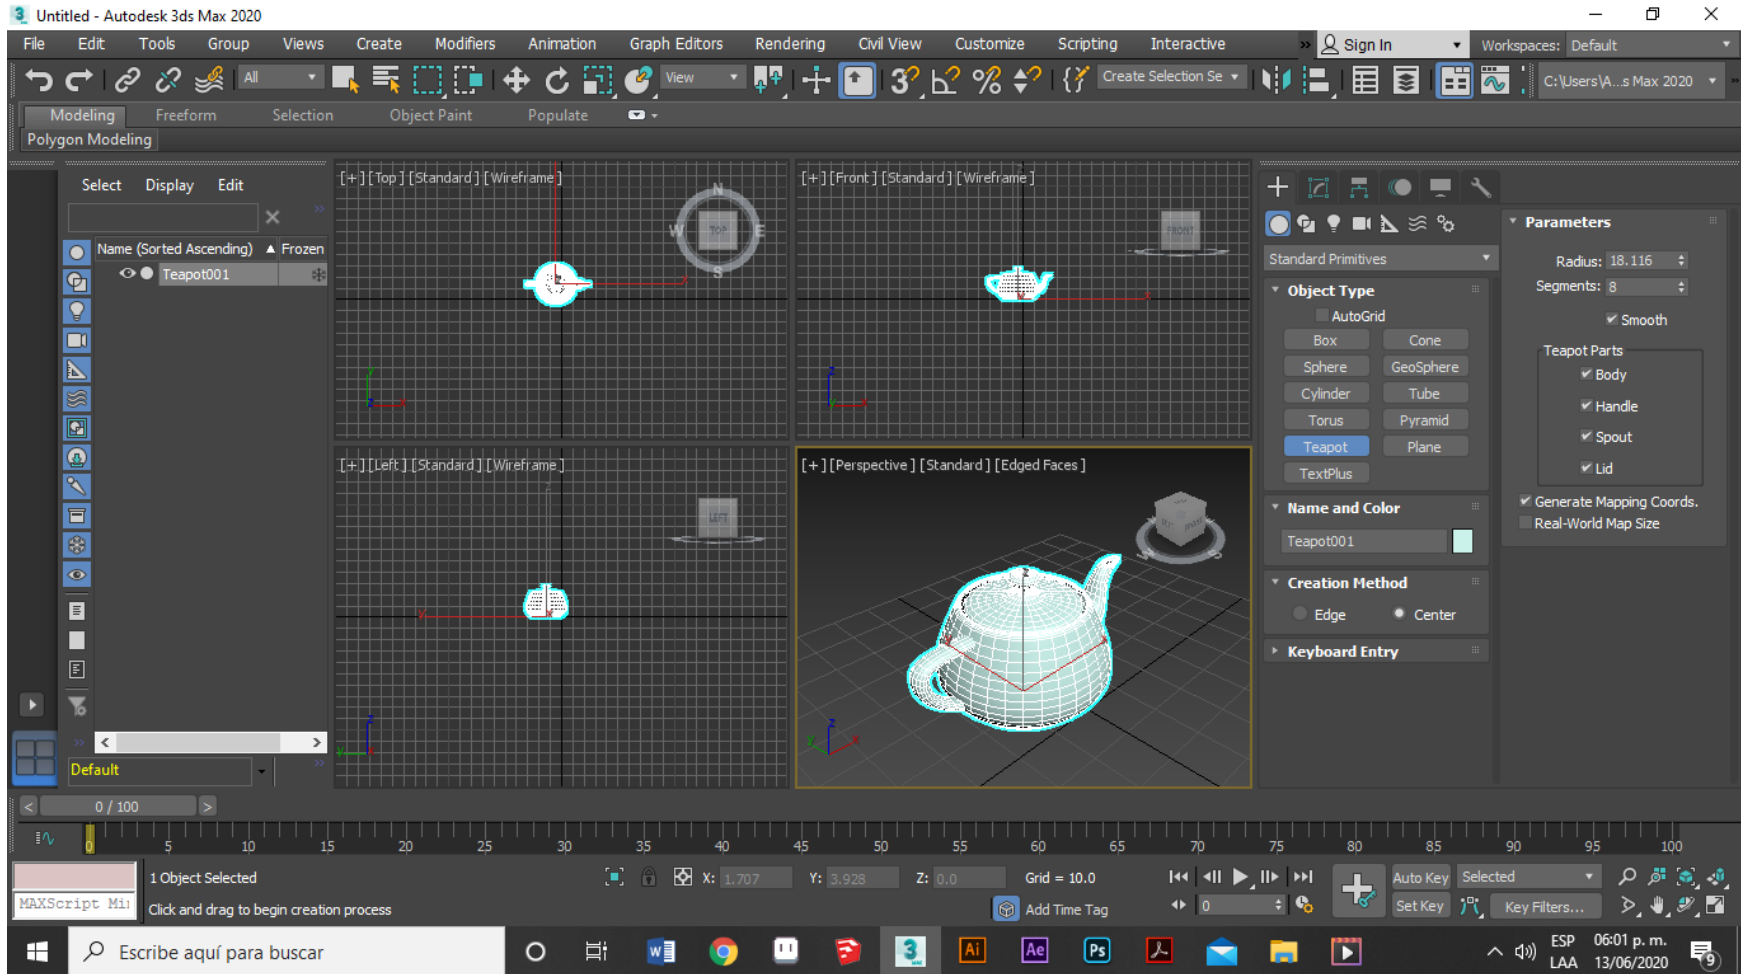 Untitled - Autodesk 3ds Max 2020
File Edit Tools Group Views Create Modifiers Animation Graph Editors Rendering Civil View Customize Scripting Interactive » Sign In Workspaces: Default
All View Create Selection Se C:\Users\A...s Max 2020
Modeling Freeform Selection Object Paint Populate
Polygon Modeling
Select Display Edit
Name (Sorted Ascending) ▲ Frozen
Teapot001
Default
[+][Top][Standard][Wireframe]
N
W TOP E
S
[+][Front][Standard][Wireframe]
FRONT
[+][Left][Standard][Wireframe]
LEFT
[+][Perspective][Standard][Edged Faces]
Standard Primitives
Object Type
AutoGrid
Box Cone
Sphere GeoSphere
Cylinder Tube
Torus Pyramid
Teapot Plane
TextPlus
Name and Color
Teapot001
Creation Method
Edge Center
Keyboard Entry
Parameters
Radius: 18.116
Segments: 8
Smooth
Teapot Parts
Body
Handle
Spout
Lid
Generate Mapping Coords.
Real-World Map Size
< 0 / 100 >
0 5 10 15 20 25 30 35 40 45 50 55 60 65 70 75 80 85 90 95 100
1 Object Selected X: 1.707 Y: 3.928 Z: 0.0 Grid = 10.0 Auto Key Selected
MAXScript Mi
Click and drag to begin creation process Add Time Tag 0 Set Key Key Filters...
Escribe aquí para buscar
Ai Ae Ps
ESP 06:01 p. m.
LAA 13/06/2020 9